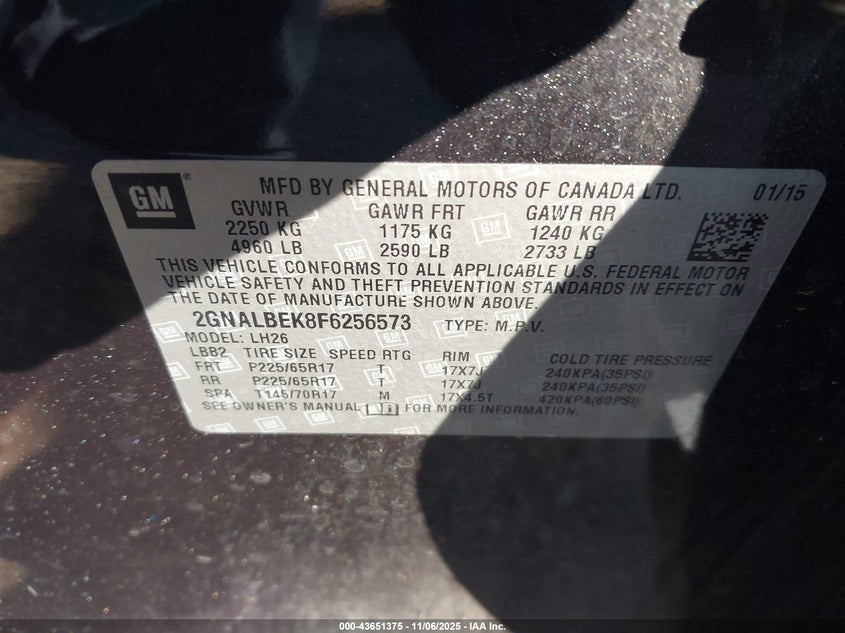 GM ® MFD BY GENERAL MOTORS OF CANADA LTD. 01/15
GVWR GAWR FRT GAWR RR
2250 KG 1175 KG 1240 KG
4960 LB 2590 LB 2733 LB
THIS VEHICLE CONFORMS TO ALL APPLICABLE U.S. FEDERAL MOTOR
VEHICLE SAFETY AND THEFT PREVENTION STANDARDS IN EFFECT ON
THE DATE OF MANUFACTURE SHOWN ABOVE.
2GNALBEK8F6256573 TYPE: M.P.V.
MODEL: LH26
LBB2 TIRE SIZE SPEED RTG RIM COLD TIRE PRESSURE
FRT P225/65R17 T 17X7J 240KPA(35PSI)
RR P225/65R17 T 17X7J 240KPA(35PSI)
SPA T145/70R17 M 17X4.5T 420KPA(60PSI)
SEE OWNER'S MANUAL i FOR MORE INFORMATION.
000-43651375 - 11/06/2025 - IAA Inc.